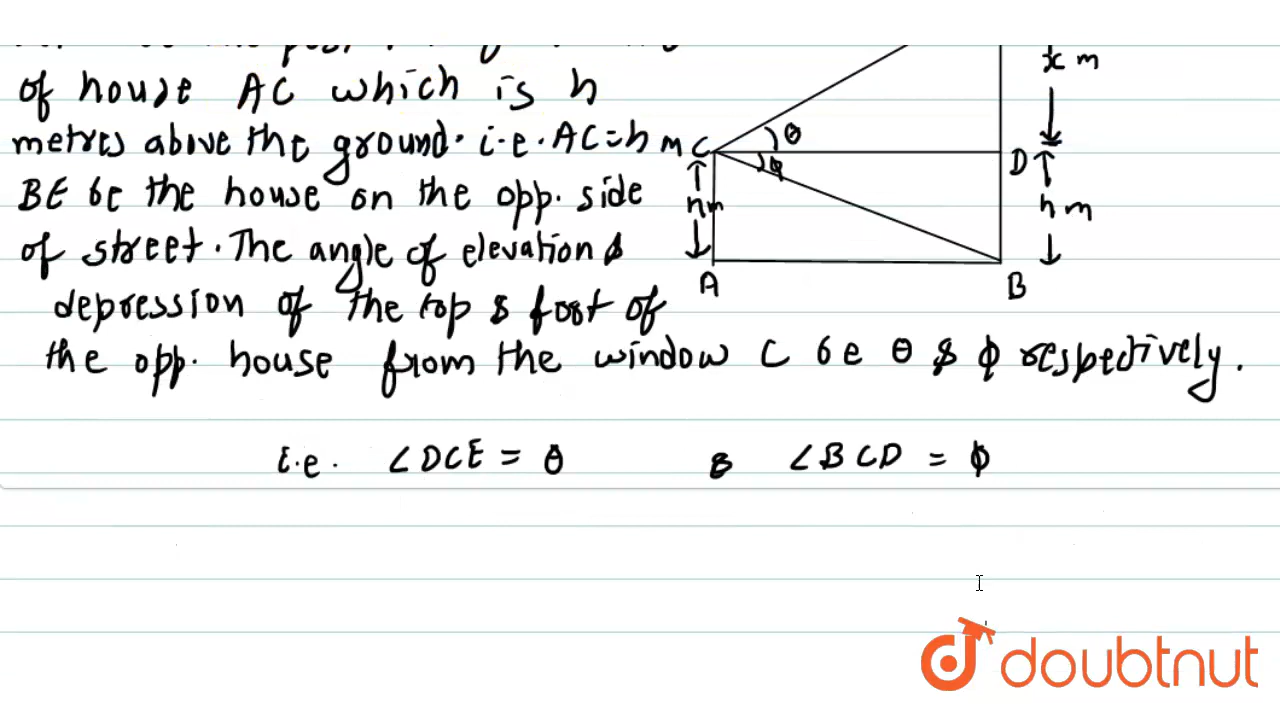 of house AC which is h
x m
metres above the ground. i.e. AC=h m
C
θ
ϕ
D
BE be the house on the opp. side
h m
h m
of street. The angle of elevation &
A
B
depression of the top & foot of
the opp. house from the window C be θ & ϕ respectively.
i.e. ∠DCE = θ & ∠BCD = ϕ
doubtnut